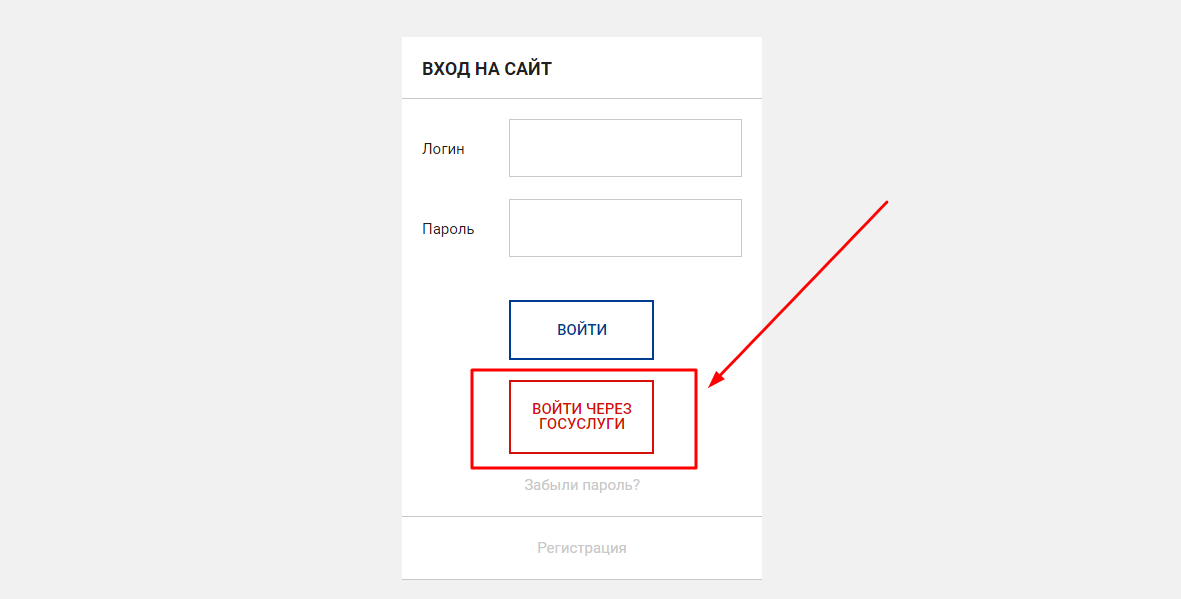 ВХОД НА САЙТ
Логин
Пароль
ВОЙТИ
ВОЙТИ ЧЕРЕЗ
ГОСУСЛУГИ
Забыли пароль?
Регистрация